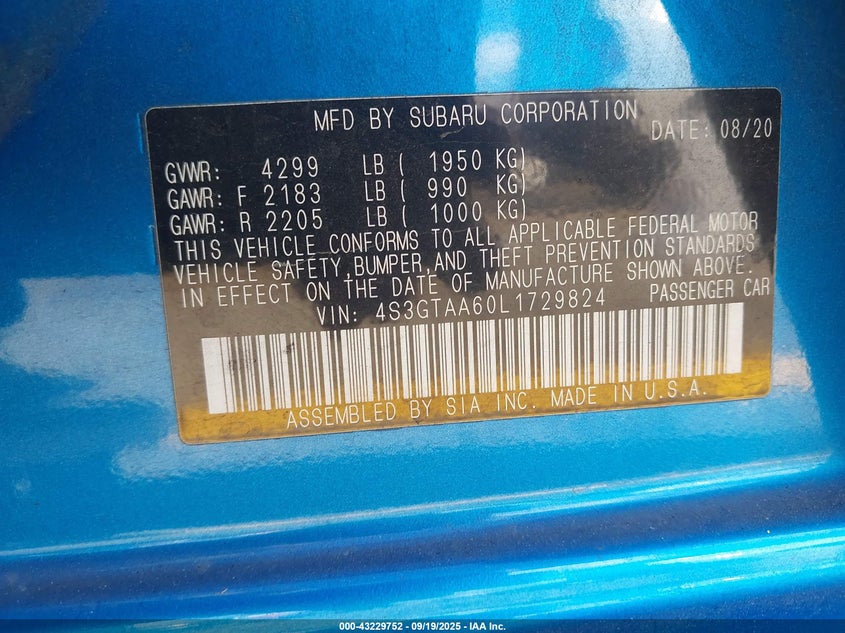 MFD BY SUBARU CORPORATION
DATE: 08/20
GVWR: 4299 LB ( 1950 KG)
GAWR: F 2183 LB ( 990 KG)
GAWR: R 2205 LB ( 1000 KG)
THIS VEHICLE CONFORMS TO ALL APPLICABLE FEDERAL MOTOR
VEHICLE SAFETY,BUMPER,AND THEFT PREVENTION STANDARDS
IN EFFECT ON THE DATE OF MANUFACTURE SHOWN ABOVE.
VIN: 4S3GTAA60L1729824 PASSENGER CAR
ASSEMBLED BY SIA INC. MADE IN U.S.A.
000-43229752 - 09/19/2025 - IAA Inc.